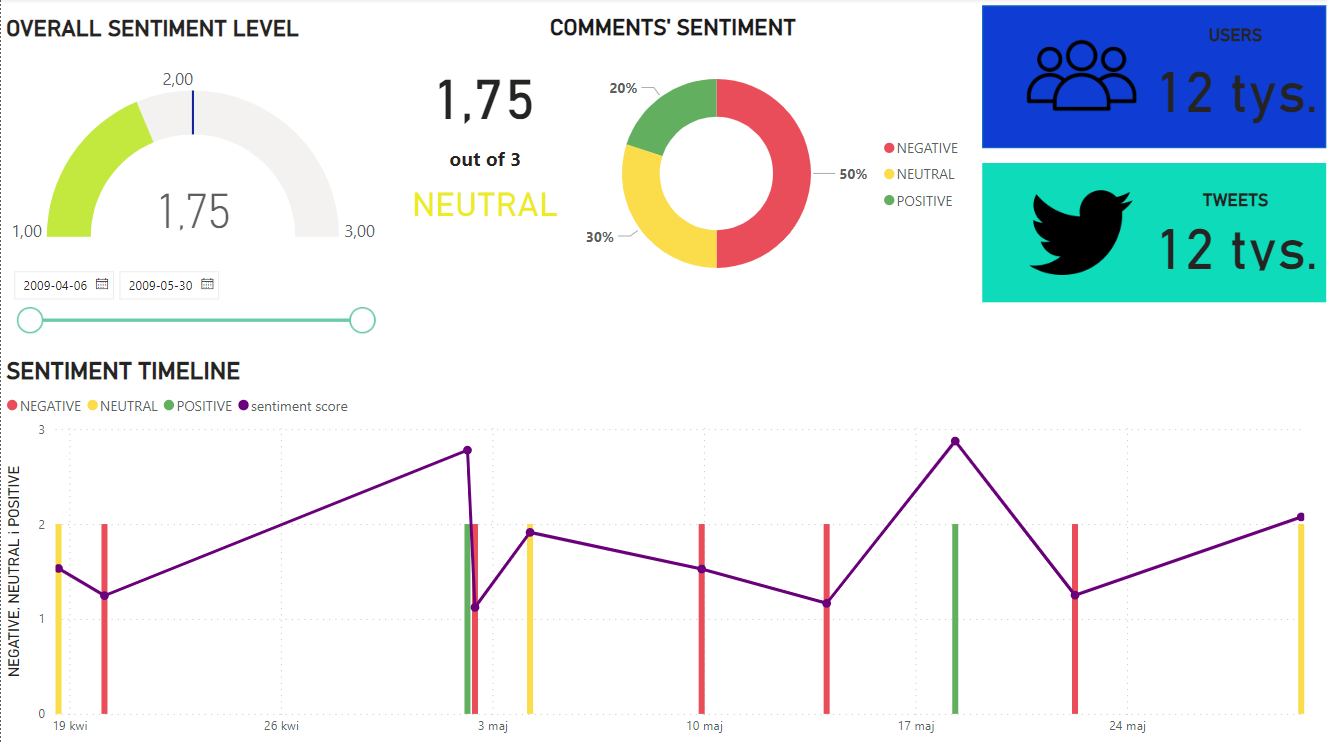 OVERALL SENTIMENT LEVEL
2,00
1,75
1,00
3,00
2009-04-06
2009-05-30
1,75
out of 3
NEUTRAL
COMMENTS' SENTIMENT
20%
50%
30%
NEGATIVE
NEUTRAL
POSITIVE
USERS
12 tys.
TWEETS
12 tys.
SENTIMENT TIMELINE
NEGATIVE NEUTRAL POSITIVE sentiment score
NEGATIVE, NEUTRAL i POSITIVE
3
2
1
0
19 kwi 26 kwi 3 maj 10 maj 17 maj 24 maj